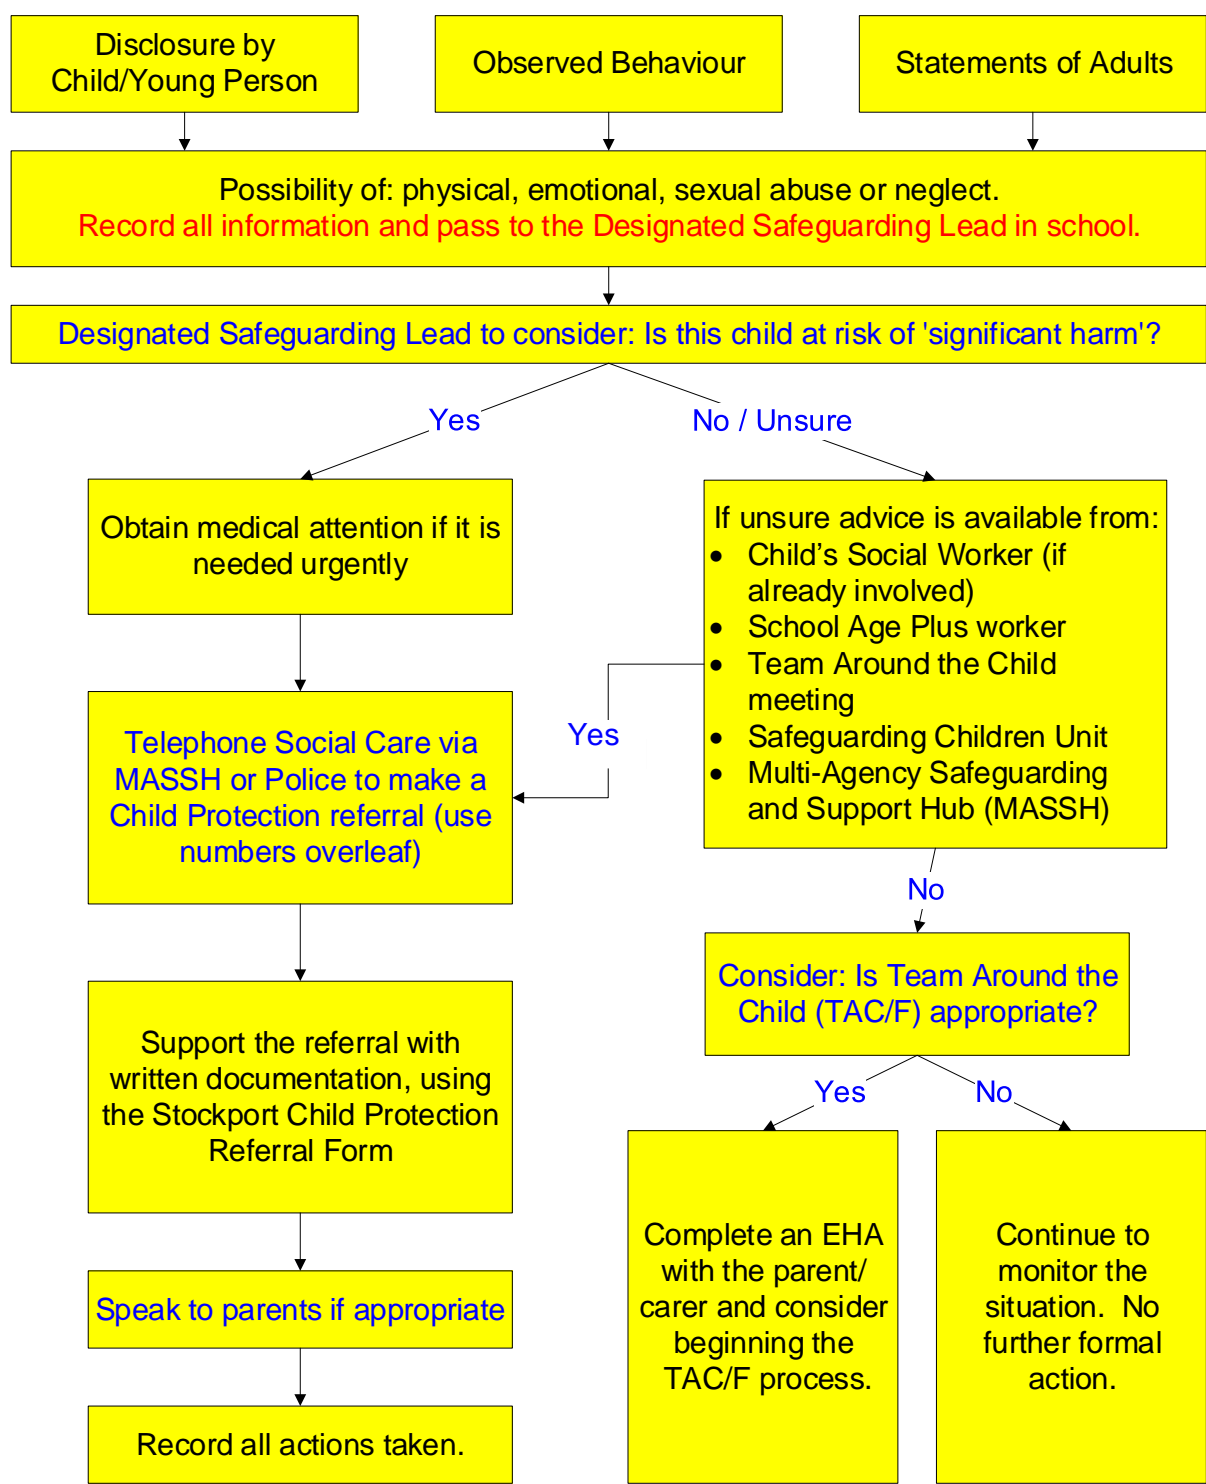 Disclosure by
Child/Young Person
Observed Behaviour
Statements of Adults
Possibility of: physical, emotional, sexual abuse or neglect.
Record all information and pass to the Designated Safeguarding Lead in school.
Designated Safeguarding Lead to consider: Is this child at risk of 'significant harm'?
Yes
No / Unsure
Obtain medical attention if it is
needed urgently
If unsure advice is available from:
• Child’s Social Worker (if
already involved)
• School Age Plus worker
• Team Around the Child
meeting
• Safeguarding Children Unit
• Multi-Agency Safeguarding
and Support Hub (MASSH)
Yes
Telephone Social Care via
MASSH or Police to make a
Child Protection referral (use
numbers overleaf)
No
Consider: Is Team Around the
Child (TAC/F) appropriate?
Support the referral with
written documentation, using
the Stockport Child Protection
Referral Form
Yes
No
Complete an EHA
with the parent/
carer and consider
beginning the
TAC/F process.
Continue to
monitor the
situation.  No
further formal
action.
Speak to parents if appropriate
Record all actions taken.